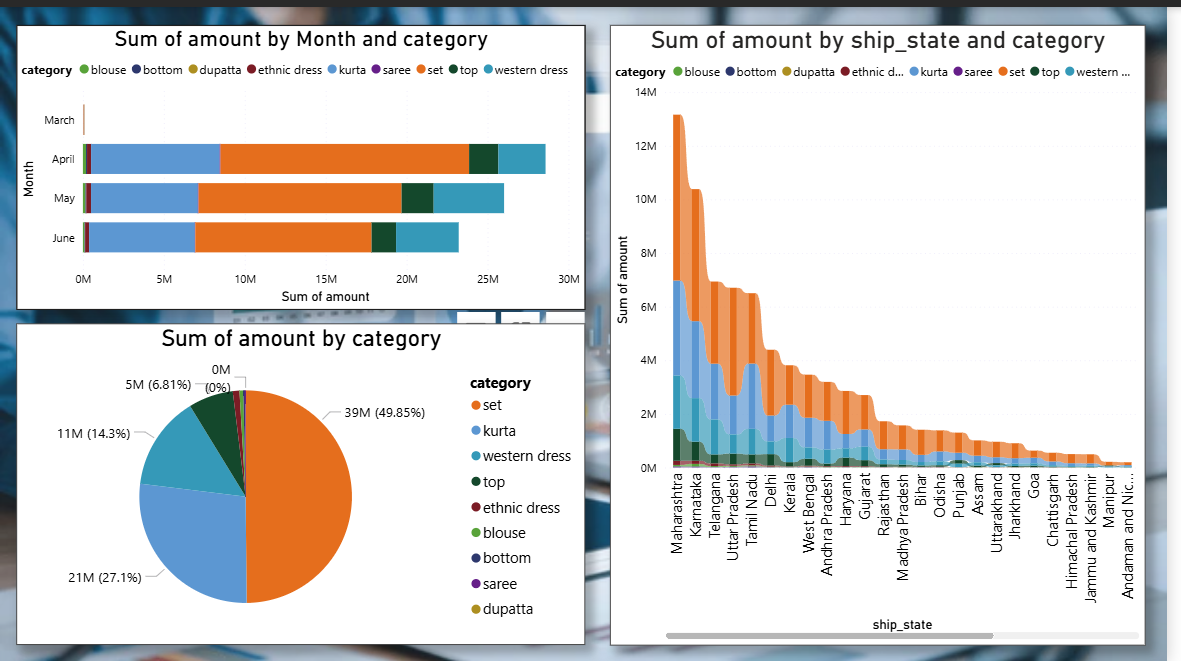 Sum of amount by Month and category
category blouse bottom dupatta ethnic dress kurta saree set top western dress
Month
March
April
May
June
0M 5M 10M 15M 20M 25M 30M
Sum of amount
Sum of amount by category
0M
(0%)
5M (6.81%)
39M (49.85%)
11M (14.3%)
21M (27.1%)
category
set
kurta
western dress
top
ethnic dress
blouse
bottom
saree
dupatta
Sum of amount by ship_state and category
category blouse bottom dupatta ethnic d... kurta saree set top western ...
Sum of amount
14M
12M
10M
8M
6M
4M
2M
0M
Maharashtra
Karnataka
Telangana
Uttar Pradesh
Tamil Nadu
Delhi
Kerala
West Bengal
Andhra Pradesh
Haryana
Gujarat
Rajasthan
Madhya Pradesh
Bihar
Odisha
Punjab
Assam
Uttarakhand
Jharkhand
Goa
Chattisgarh
Himachal Pradesh
Jammu and Kashmir
Manipur
Andaman and Nic...
ship_state